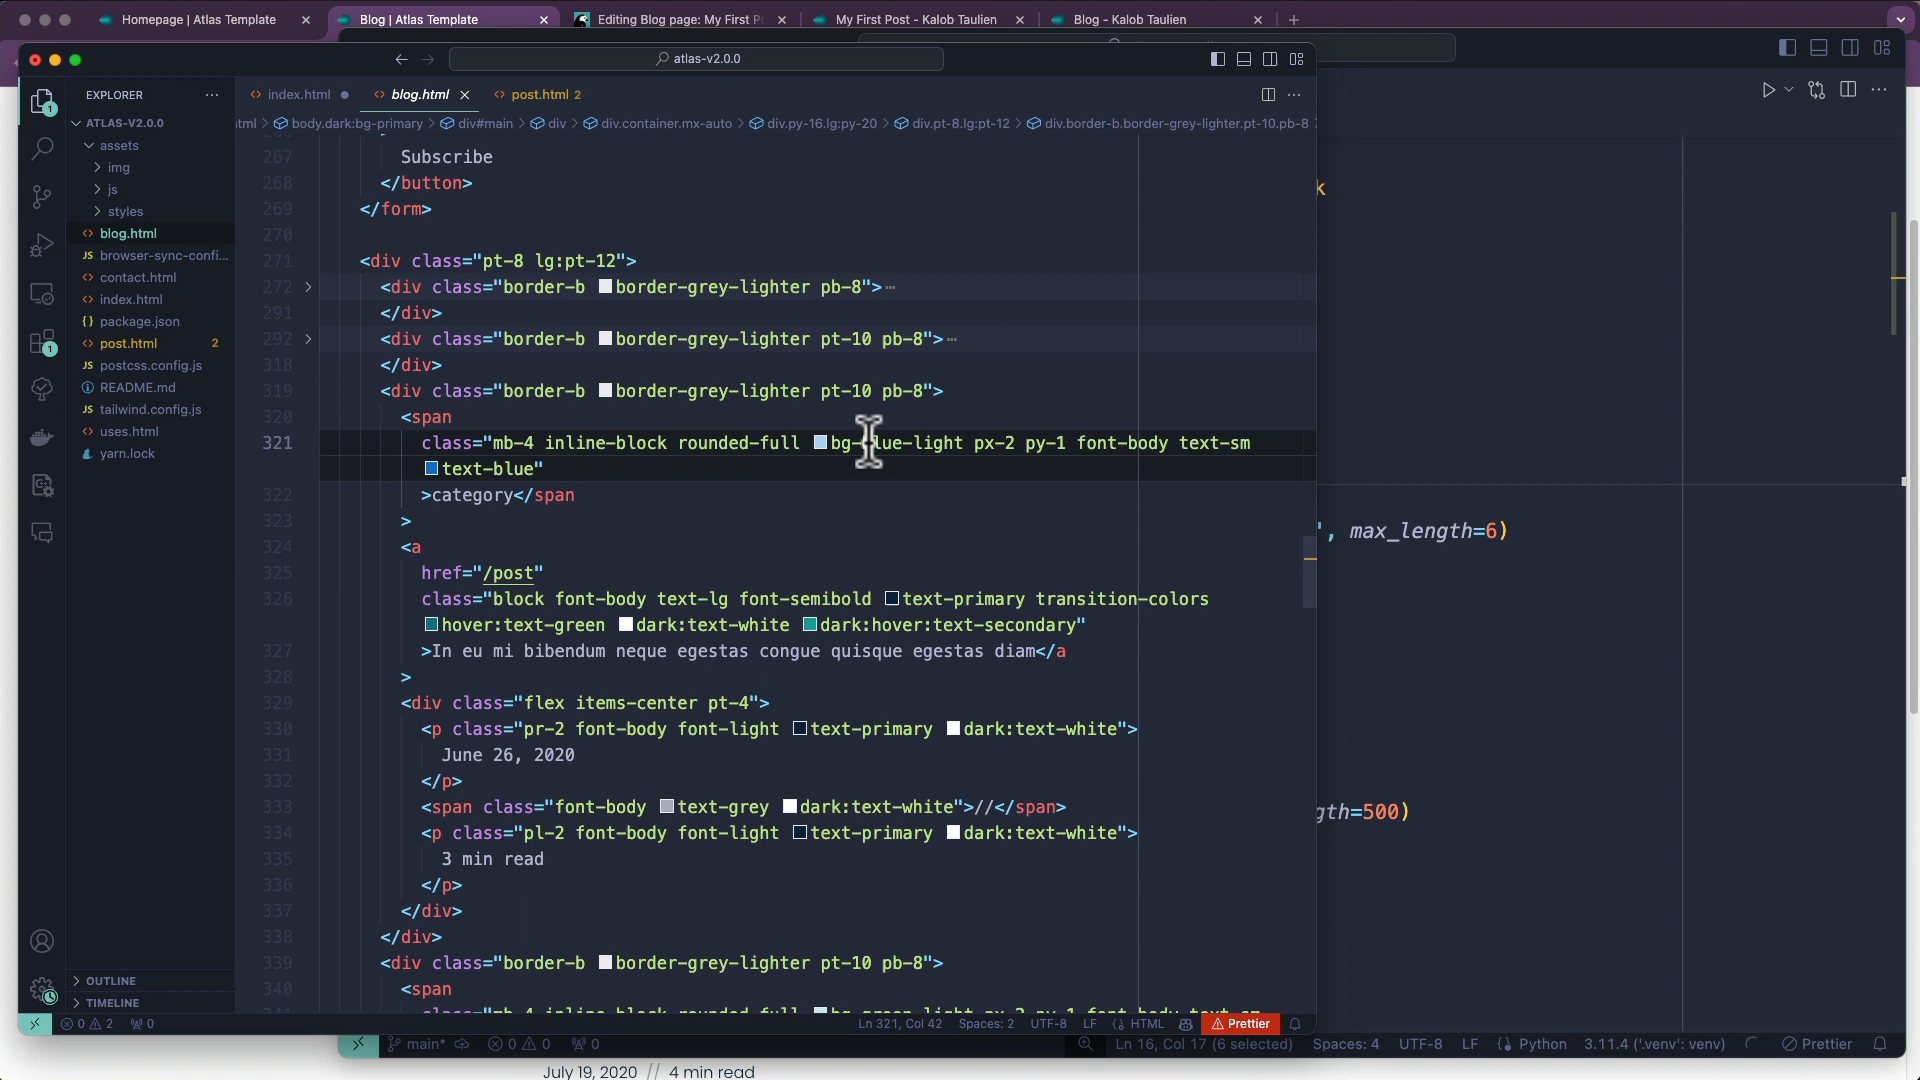 Homepage | Atlas Template
Blog | Atlas Template
Editing Blog page: My First P
My First Post - Kalob Taulien
Blog - Kalob Taulien
atlas-v2.0.0
EXPLORER
index.html
blog.html
post.html 2
ATLAS-V2.0.0
tml > body.dark:bg-primary > div#main > div > div.container.mx-auto > div.py-16.lg:py-20 > div.pt-8.lg:pt-12 > div.border-b.border-grey-lighter.pt-10.pb-8
assets
img
js
styles
blog.html
browser-sync-confi...
contact.html
index.html
package.json
post.html 2
postcss.config.js
README.md
tailwind.config.js
uses.html
yarn.lock
OUTLINE
TIMELINE
267 Subscribe
268 </button>
269 </form>
270
271 <div class="pt-8 lg:pt-12">
272 <div class="border-b border-grey-lighter pb-8">
291 </div>
292 <div class="border-b border-grey-lighter pt-10 pb-8">
318 </div>
319 <div class="border-b border-grey-lighter pt-10 pb-8">
320 <span
321 class="mb-4 inline-block rounded-full bg-blue-light px-2 py-1 font-body text-sm
text-blue"
322 >category</span
323 >
324 <a
325 href="/post"
326 class="block font-body text-lg font-semibold text-primary transition-colors
hover:text-green dark:text-white dark:hover:text-secondary"
327 >In eu mi bibendum neque egestas congue quisque egestas diam</a
328 >
329 <div class="flex items-center pt-4">
330 <p class="pr-2 font-body font-light text-primary dark:text-white">
331 June 26, 2020
332 </p>
333 <span class="font-body text-grey dark:text-white">//</span>
334 <p class="pl-2 font-body font-light text-primary dark:text-white">
335 3 min read
336 </p>
337 </div>
338 </div>
339 <div class="border-b border-grey-lighter pt-10 pb-8">
340 <span
k
', max_length=6)
gth=500)
0 2 0
Ln 321, Col 42 Spaces: 2 UTF-8 LF HTML Prettier
main* 0 0 0
Ln 16, Col 17 (6 selected) Spaces: 4 UTF-8 LF Python 3.11.4 ('.venv': venv) Prettier
July 19, 2020 // 4 min read